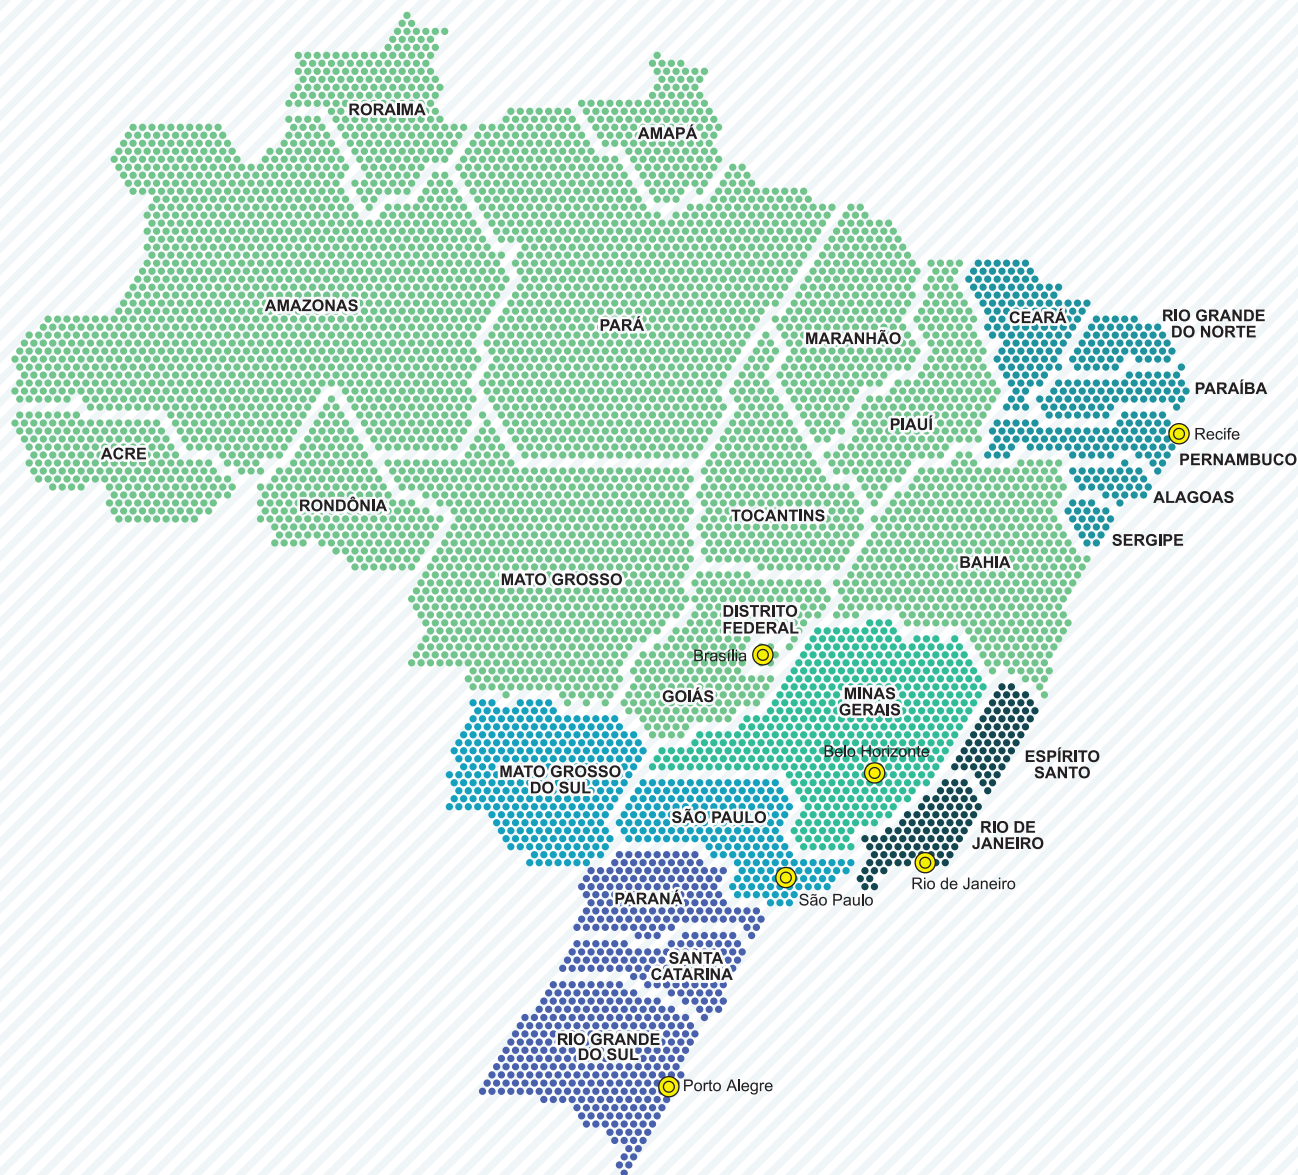 RORAIMA
AMAPÁ
AMAZONAS
PARÁ
MARANHÃO
CEARÁ
RIO GRANDE
DO NORTE
PARAÍBA
PIAUÍ
Recife
PERNAMBUCO
ACRE
RONDÔNIA
TOCANTINS
ALAGOAS
SERGIPE
BAHIA
MATO GROSSO
DISTRITO
FEDERAL
Brasília
GOIÁS
MINAS
GERAIS
Belo Horizonte
ESPÍRITO
SANTO
MATO GROSSO
DO SUL
SÃO PAULO
RIO DE
JANEIRO
Rio de Janeiro
São Paulo
PARANÁ
SANTA
CATARINA
RIO GRANDE
DO SUL
Porto Alegre